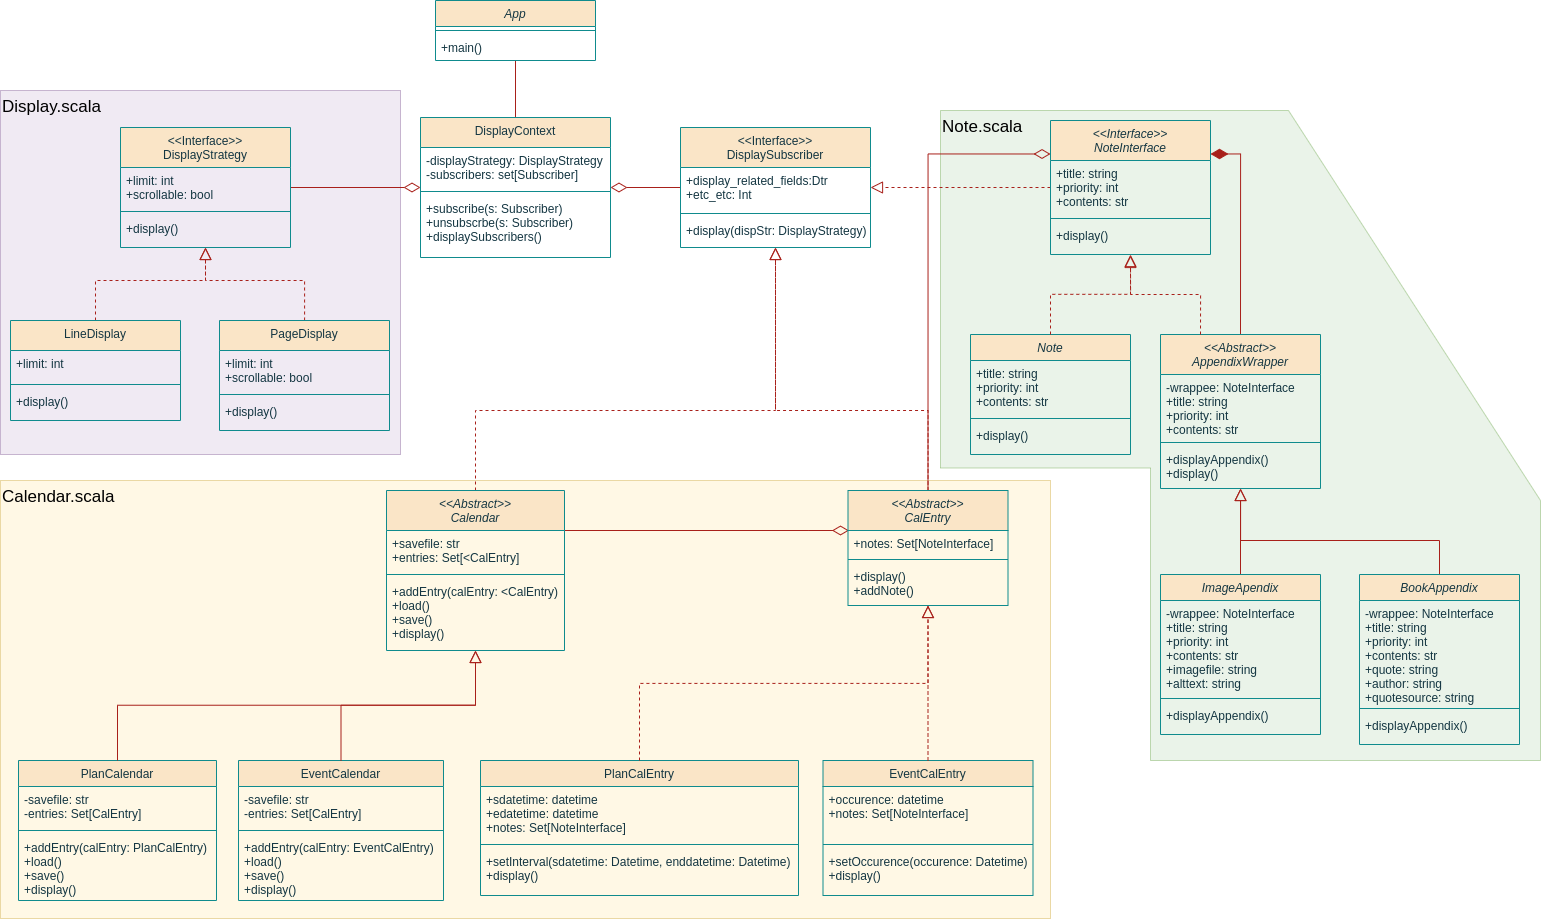 App
+main()
Display.scala
<<Interface>>
DisplayStrategy
+limit: int
+scrollable: bool
+display()
LineDisplay
+limit: int
+display()
PageDisplay
+limit: int
+scrollable: bool
+display()
DisplayContext
-displayStrategy: DisplayStrategy
-subscribers: set[Subscriber]
+subscribe(s: Subscriber)
+unsubscrbe(s: Subscriber)
+displaySubscribers()
<<Interface>>
DisplaySubscriber
+display_related_fields:Dtr
+etc_etc: Int
+display(dispStr: DisplayStrategy)
Note.scala
<<Interface>>
NoteInterface
+title: string
+priority: int
+contents: str
+display()
Note
+title: string
+priority: int
+contents: str
+display()
<<Abstract>>
AppendixWrapper
-wrappee: NoteInterface
+title: string
+priority: int
+contents: str
+displayAppendix()
+display()
ImageApendix
-wrappee: NoteInterface
+title: string
+priority: int
+contents: str
+imagefile: string
+alttext: string
+displayAppendix()
BookAppendix
-wrappee: NoteInterface
+title: string
+priority: int
+contents: str
+quote: string
+author: string
+quotesource: string
+displayAppendix()
Calendar.scala
<<Abstract>>
Calendar
+savefile: str
+entries: Set[<CalEntry]
+addEntry(calEntry: <CalEntry)
+load()
+save()
+display()
<<Abstract>>
CalEntry
+notes: Set[NoteInterface]
+display()
+addNote()
PlanCalendar
-savefile: str
-entries: Set[CalEntry]
+addEntry(calEntry: PlanCalEntry)
+load()
+save()
+display()
EventCalendar
-savefile: str
-entries: Set[CalEntry]
+addEntry(calEntry: EventCalEntry)
+load()
+save()
+display()
PlanCalEntry
+sdatetime: datetime
+edatetime: datetime
+notes: Set[NoteInterface]
+setInterval(sdatetime: Datetime, enddatetime: Datetime)
+display()
EventCalEntry
+occurence: datetime
+notes: Set[NoteInterface]
+setOccurence(occurence: Datetime)
+display()